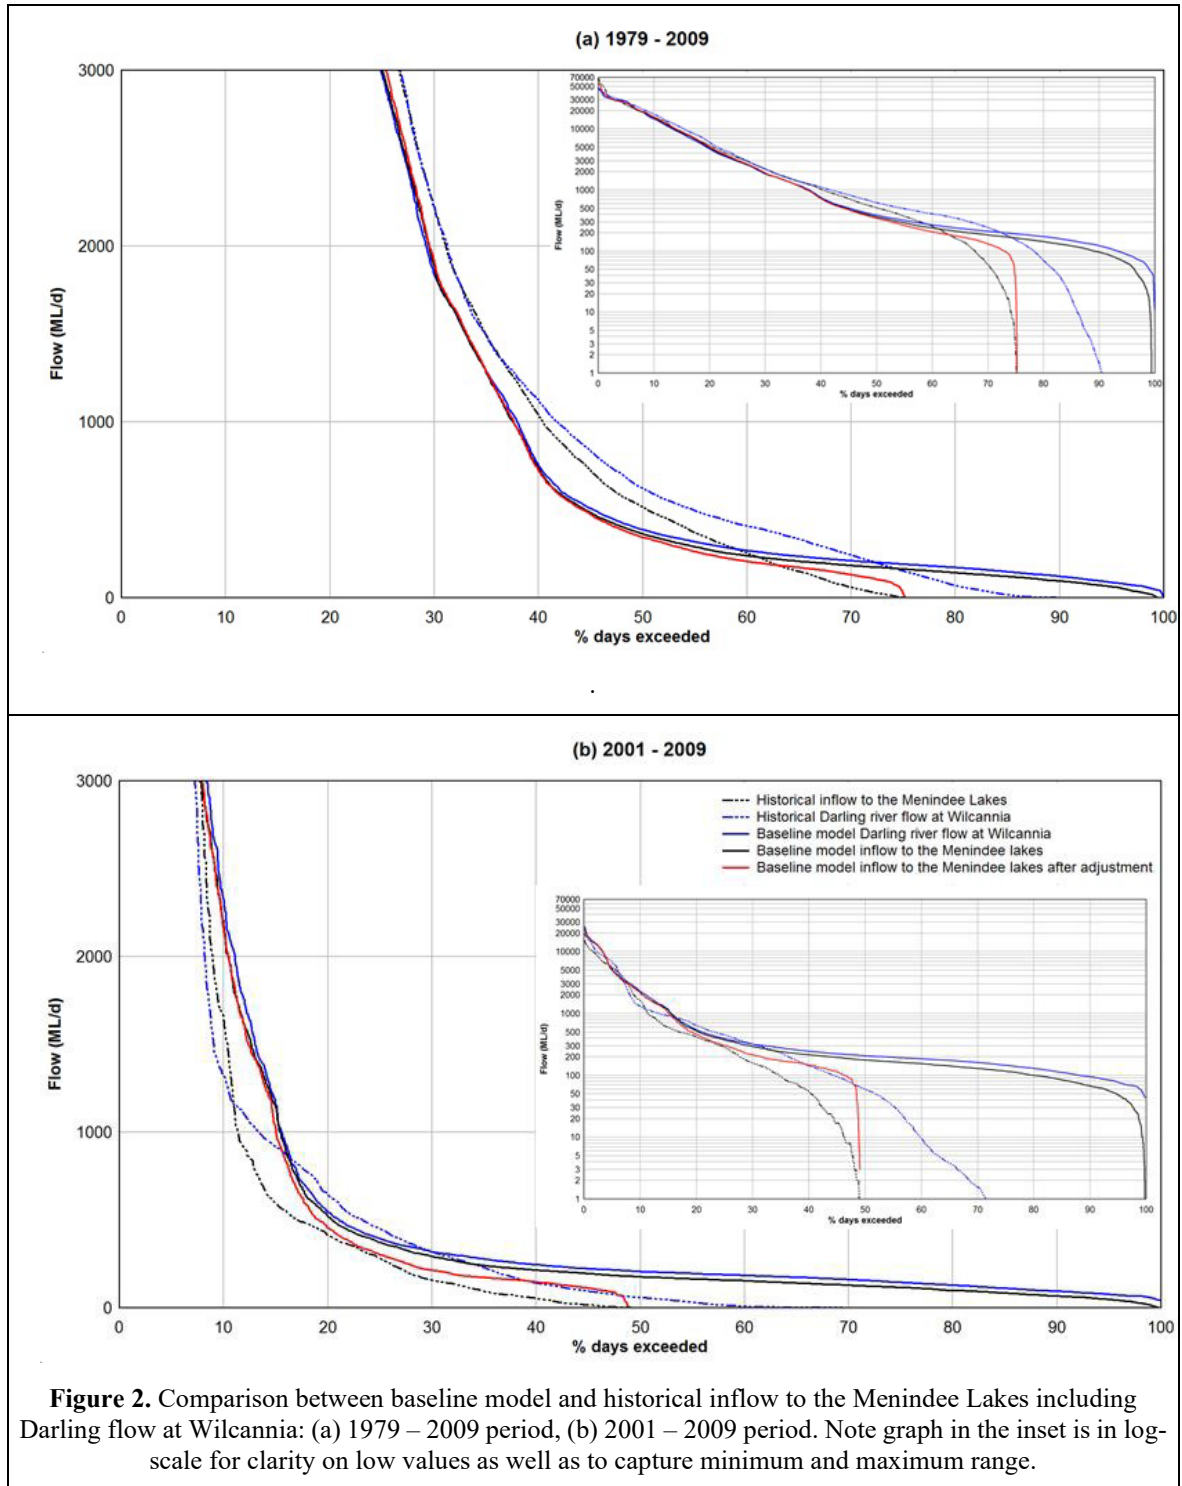 (a) 1979 - 2009
Flow (ML/d)
3000
2000
1000
0
0 10 20 30 40 50 60 70 80 90 100
% days exceeded
Flow (ML/d)
70000
50000
30000
20000
10000
5000
3000
2000
1000
500
300
200
100
50
30
20
10
5
3
2
1
0 10 20 30 40 50 60 70 80 90 100
% days exceeded
.
(b) 2001 - 2009
Flow (ML/d)
3000
2000
1000
0
0 10 20 30 40 50 60 70 80 90 100
% days exceeded
Historical inflow to the Menindee Lakes
Historical Darling river flow at Wilcannia
Baseline model Darling river flow at Wilcannia
Baseline model inflow to the Menindee lakes
Baseline model inflow to the Menindee lakes after adjustment
Flow (ML/d)
70000
50000
30000
20000
10000
5000
3000
2000
1000
500
300
200
100
50
30
20
10
5
3
2
1
0 10 20 30 40 50 60 70 80 90 100
% days exceeded
Figure 2. Comparison between baseline model and historical inflow to the Menindee Lakes including
Darling flow at Wilcannia: (a) 1979 – 2009 period, (b) 2001 – 2009 period. Note graph in the inset is in log-
scale for clarity on low values as well as to capture minimum and maximum range.